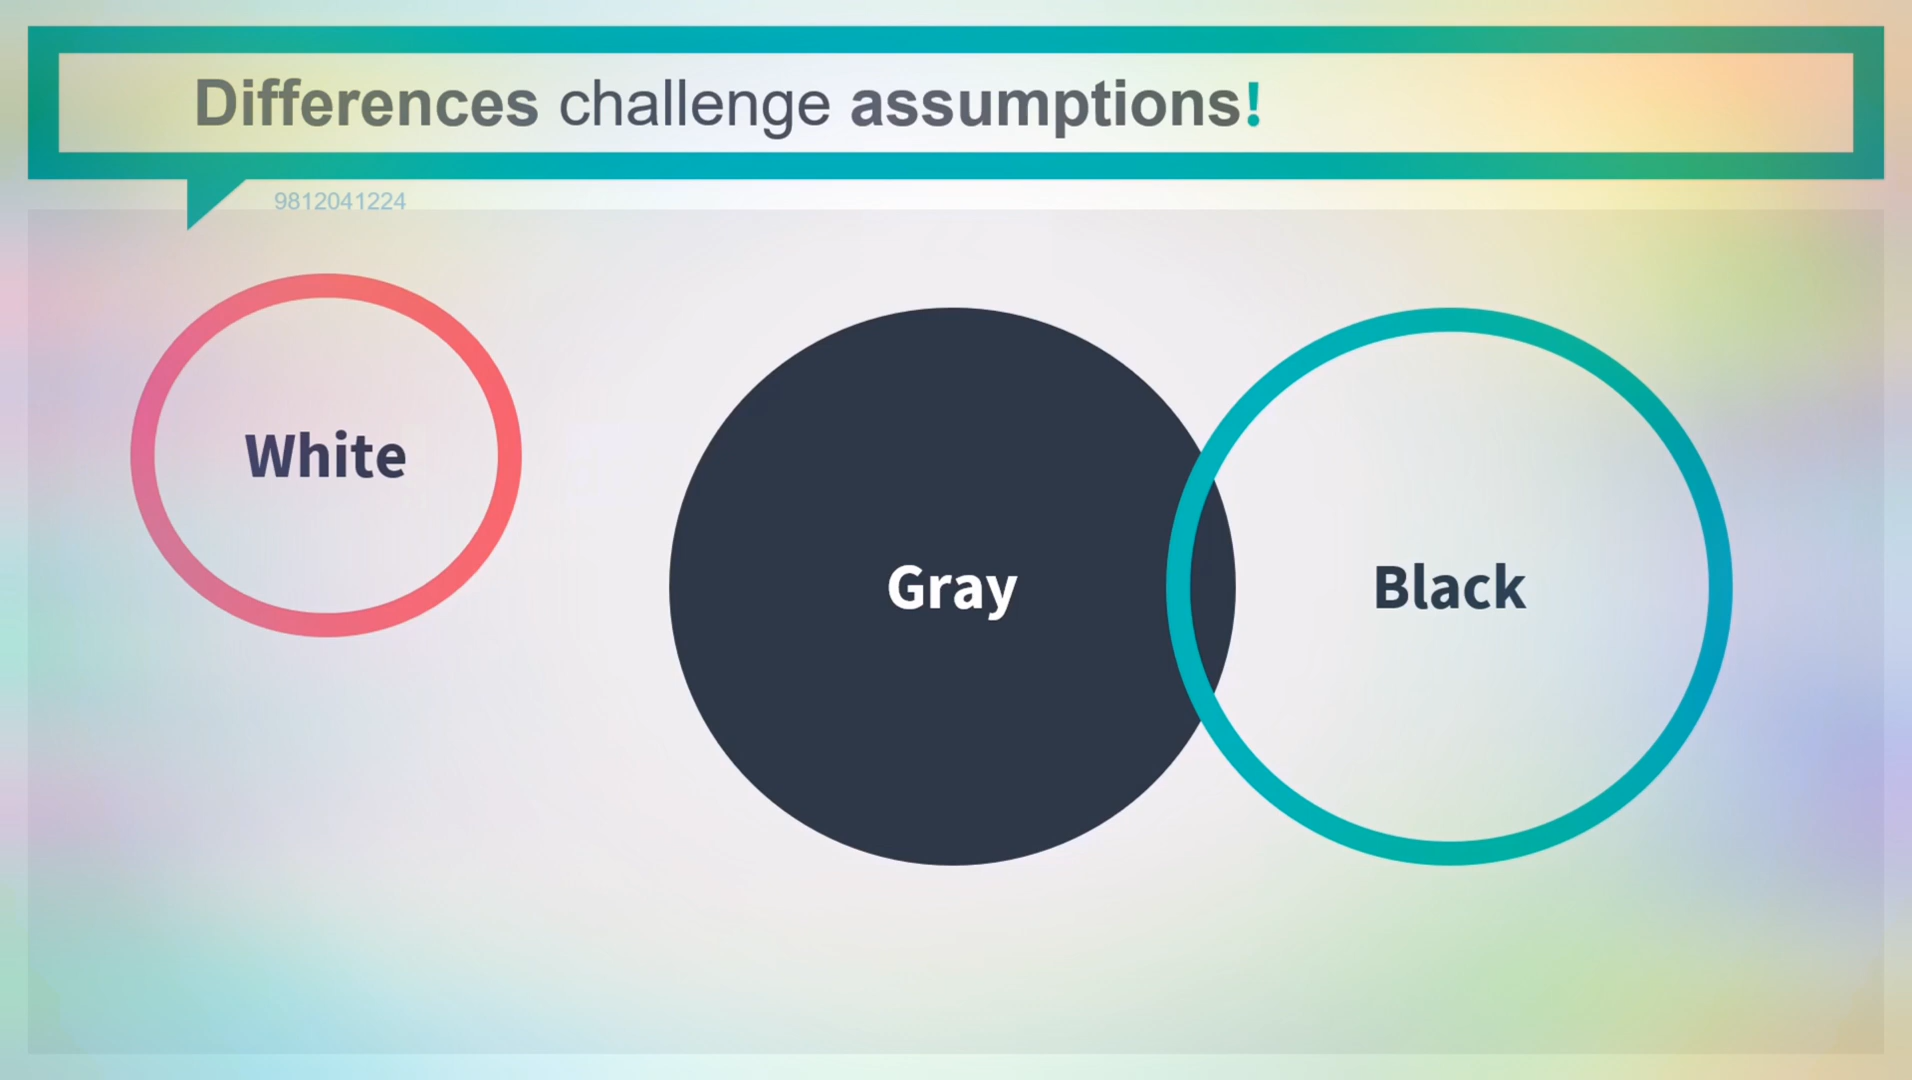 Differences challenge assumptions!
9812041224
White
Gray
Black